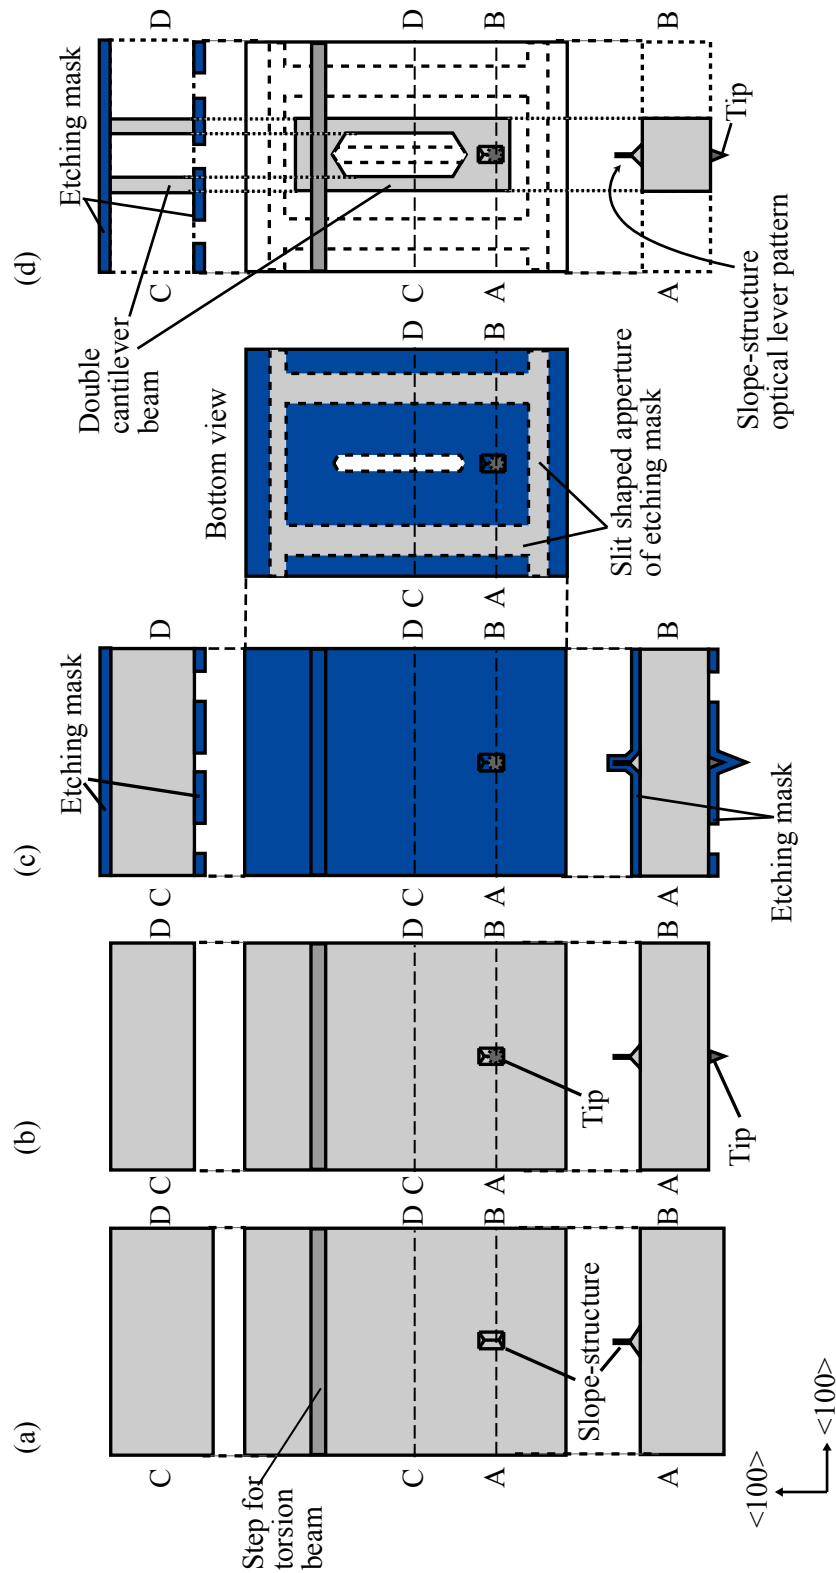 (a)
C
D
Step for
torsion
beam
C
D
A
B
Slope-structure
A
B
<100>
<100>
(b)
C
D
C
D
A
B
Tip
A
B
Tip
(c)
Etching mask
C
D
C
D
A
B
A
B
Etching mask
Bottom view
C
D
A
B
Slit shaped apperture
of etching mask
(d)
Etching mask
C
D
Double
cantilever
beam
C
D
A
B
A
B
Tip
Slope-structure
optical lever pattern